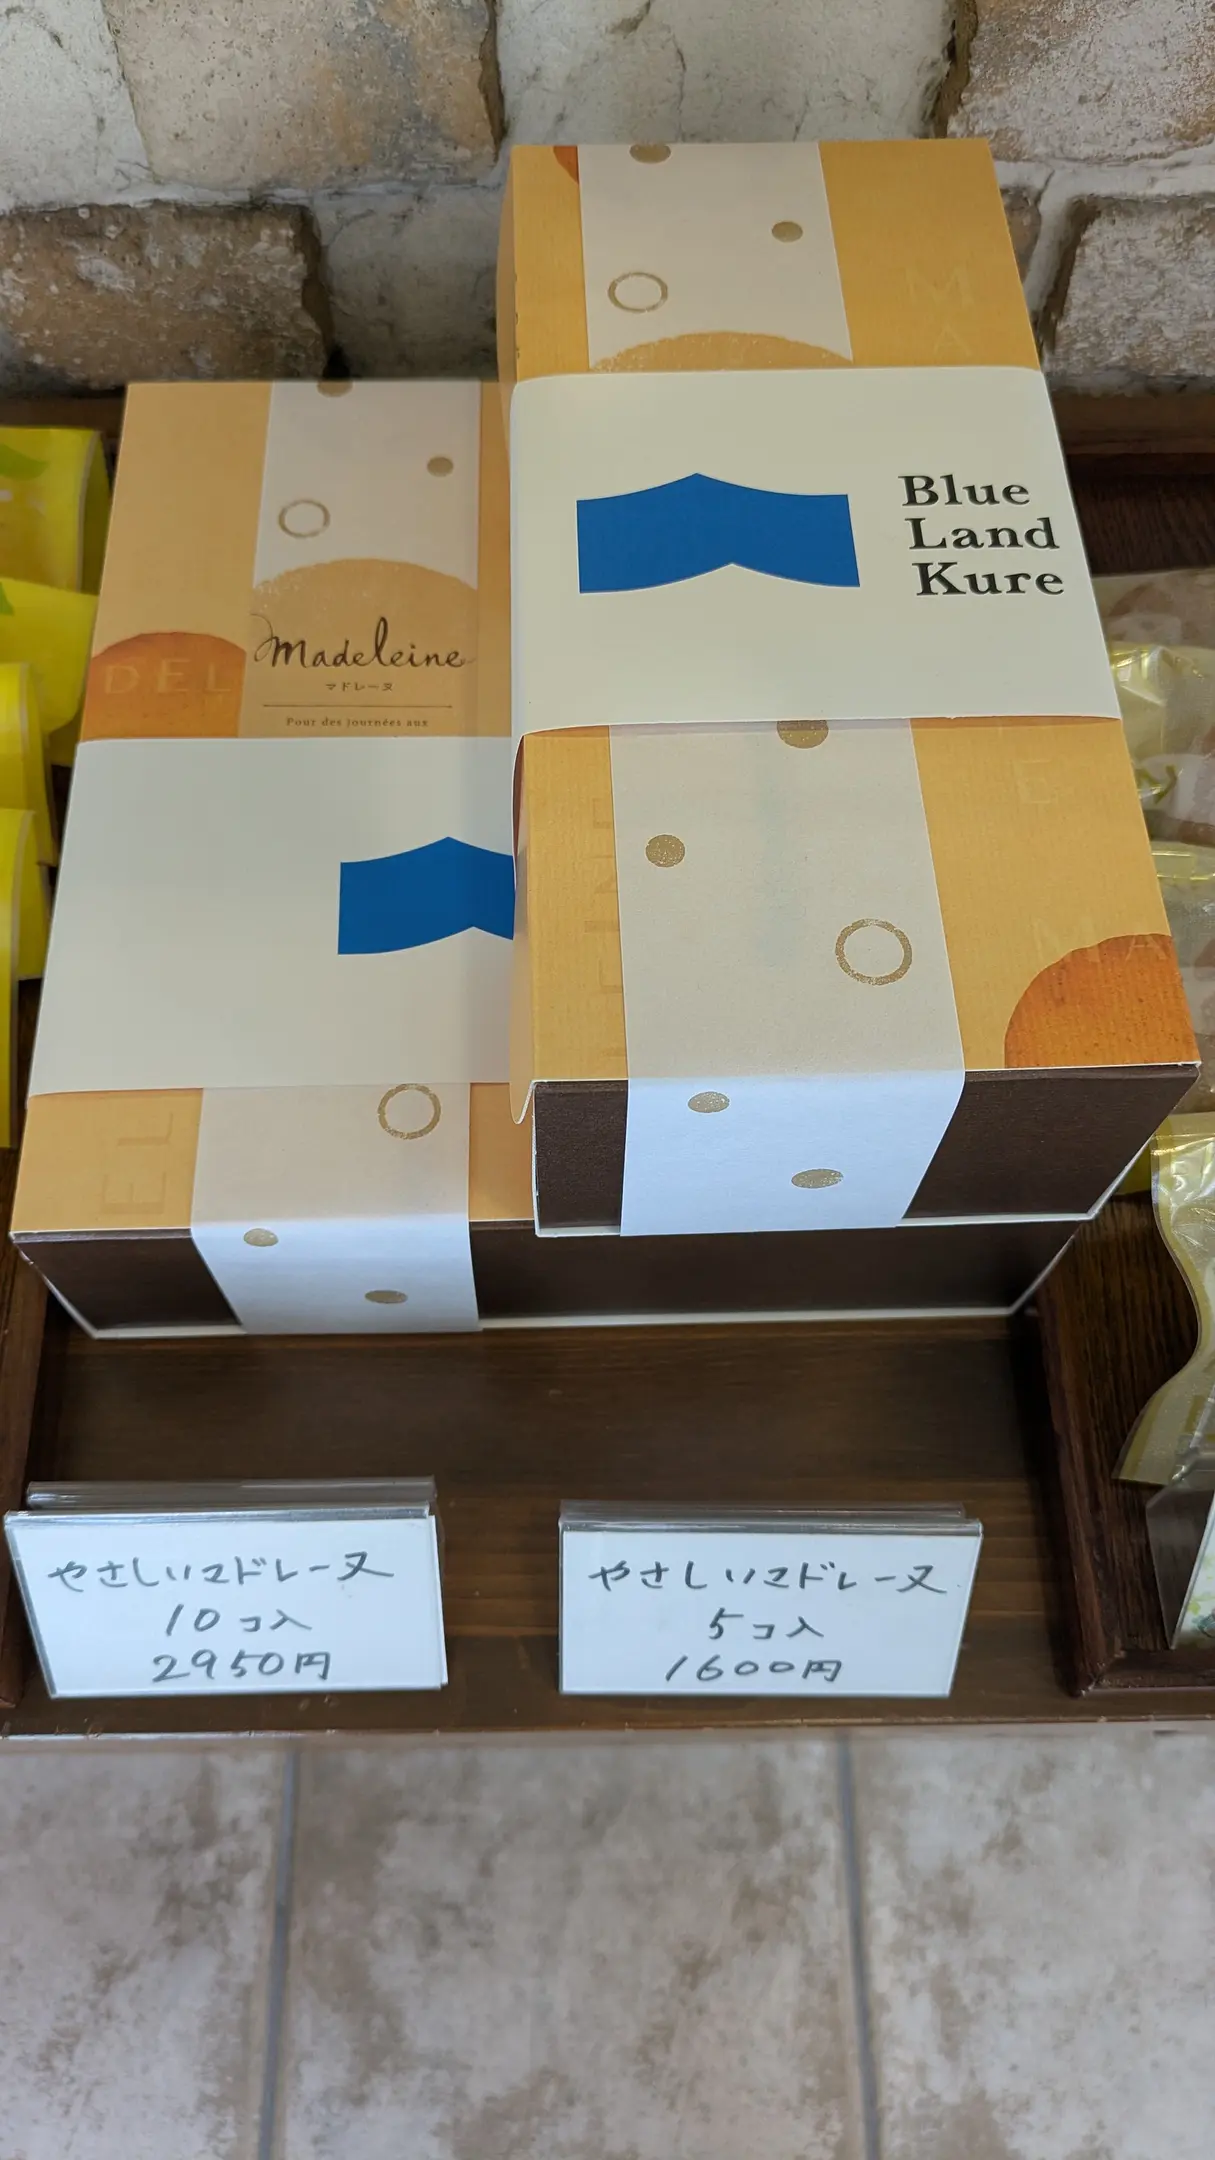 Blue
Land
Kure
Madeleine
マドレーヌ
Pour des journées aux
DEL
EL
やさしいマドレーヌ
10コ入
2950円
やさしいマドレーヌ
5コ入
1600円